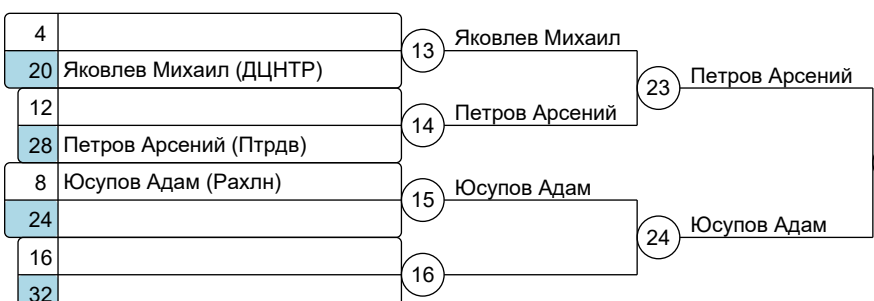 4
13
Яковлев Михаил
20 Яковлев Михаил (ДЦНТР)
23
Петров Арсений
12
14
Петров Арсений
28 Петров Арсений (Птрдв)
8 Юсупов Адам (Рахлн)
15
Юсупов Адам
24
24
Юсупов Адам
16
16
32